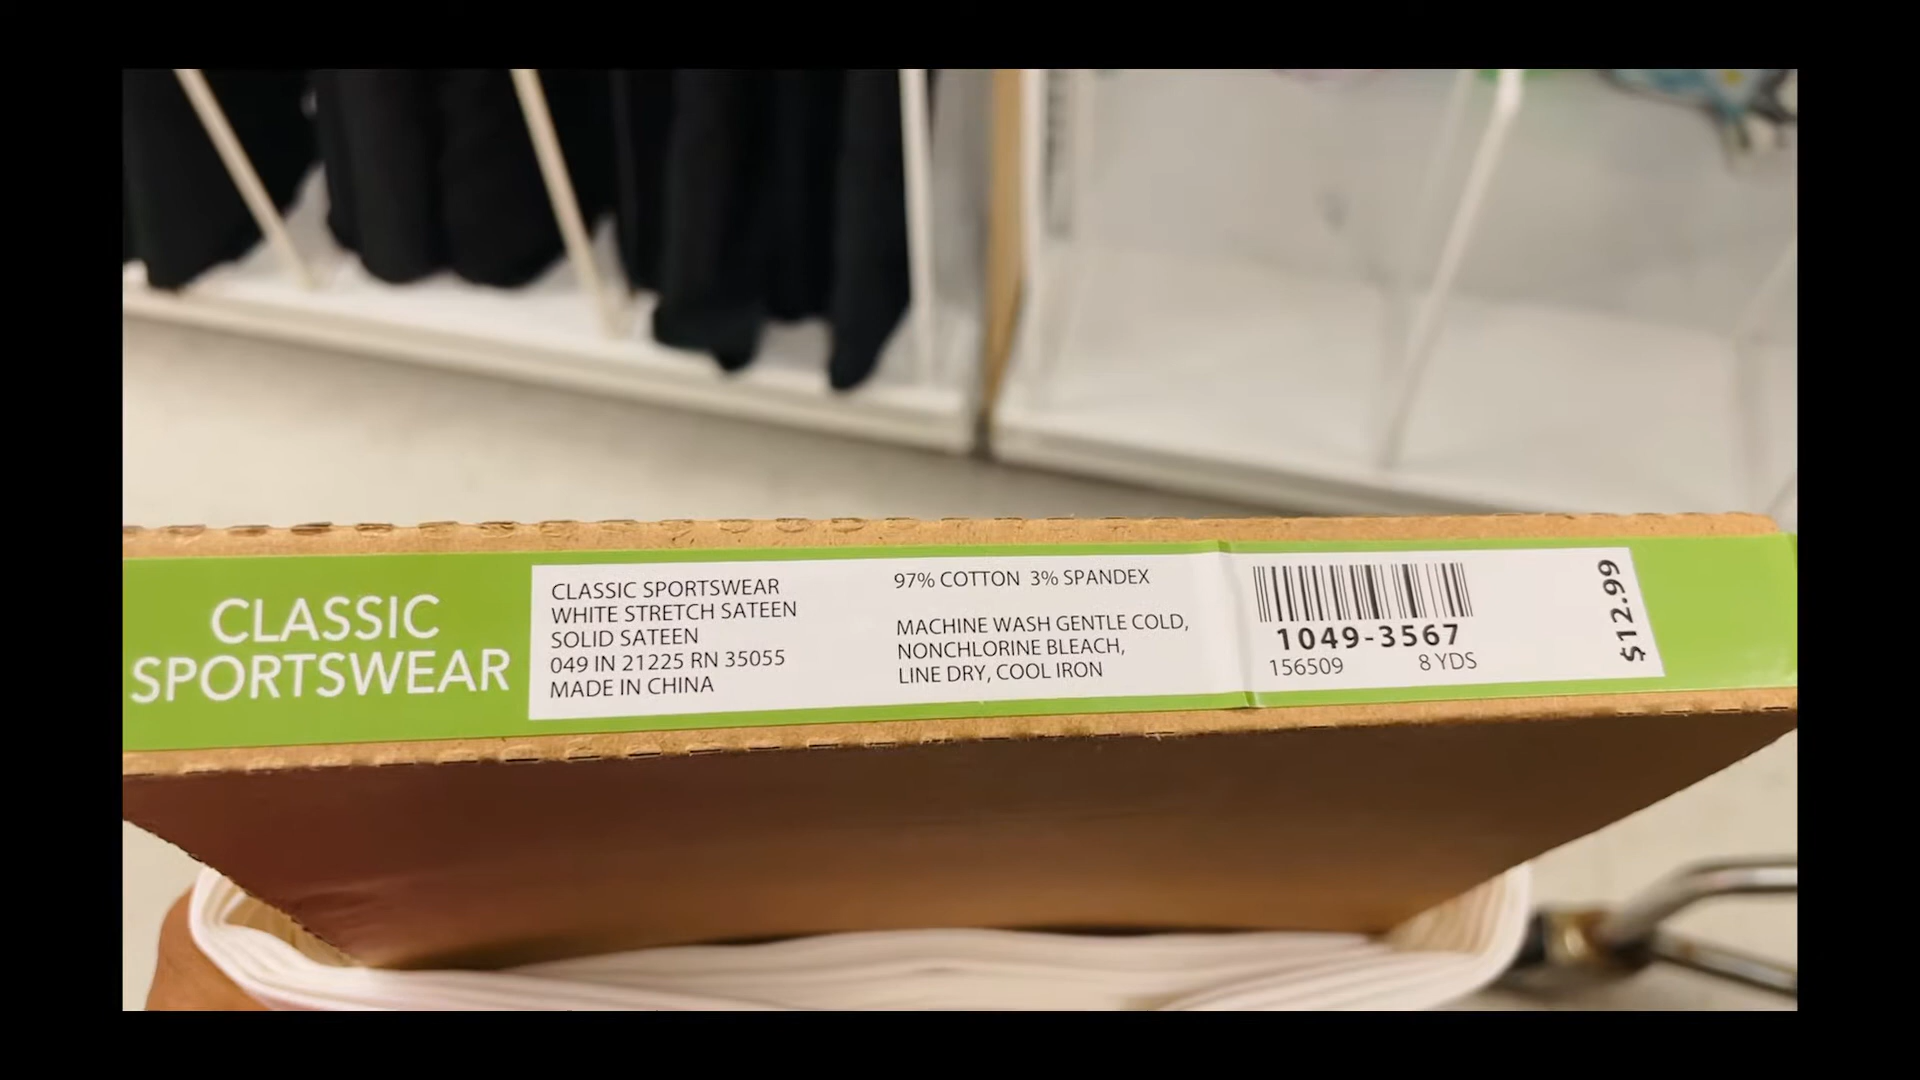 CLASSIC
SPORTSWEAR
CLASSIC SPORTSWEAR
WHITE STRETCH SATEEN
SOLID SATEEN
049 IN 21225 RN 35055
MADE IN CHINA
97% COTTON 3% SPANDEX
MACHINE WASH GENTLE COLD,
NONCHLORINE BLEACH,
LINE DRY, COOL IRON
1049-3567
156509 8 YDS
$12.99